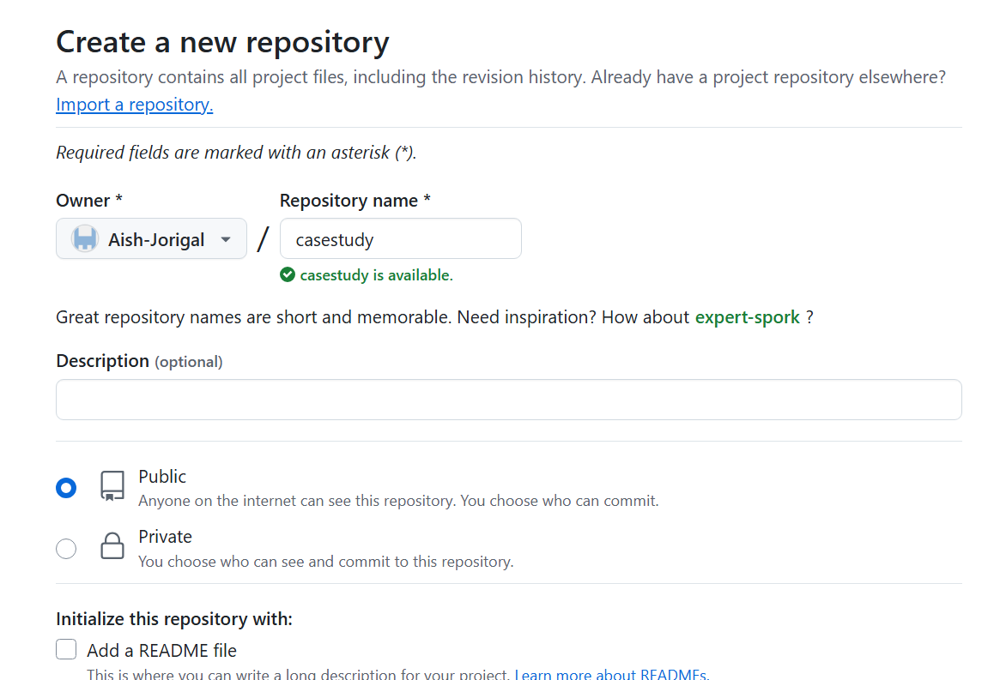 Create a new repository
A repository contains all project files, including the revision history. Already have a project repository elsewhere?
Import a repository.
Required fields are marked with an asterisk (*).
Owner * Repository name *
Aish-Jorigal / casestudy
casestudy is available.
Great repository names are short and memorable. Need inspiration? How about expert-spork ?
Description (optional)
Public
Anyone on the internet can see this repository. You choose who can commit.
Private
You choose who can see and commit to this repository.
Initialize this repository with:
Add a README file
This is where you can write a long description for your project. Learn more about READMEs.